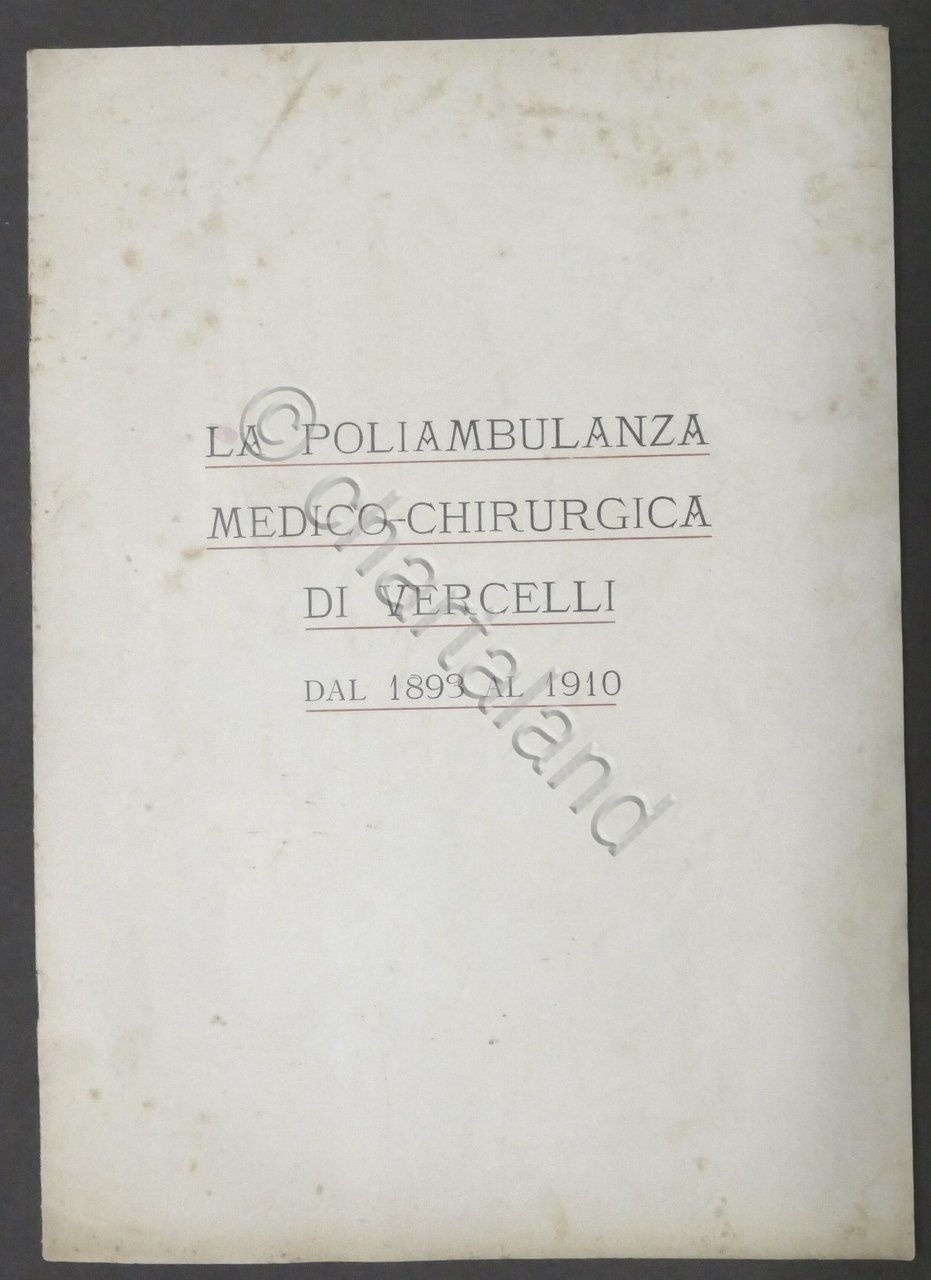 LA POLIAMBULANZA
MEDICO-CHIRURGICA
DI VERCELLI
DAL 1893 AL 1910
© chartaland